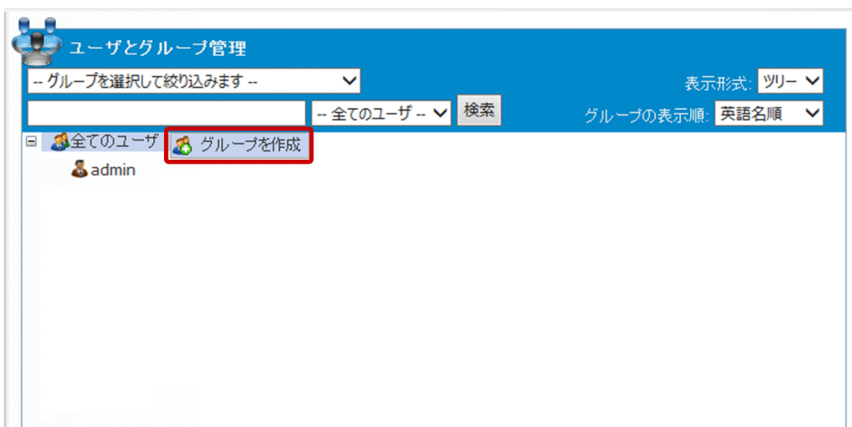 ユーザとグループ管理
-- グループを選択して絞り込みます --
表示形式: ツリー
-- 全てのユーザ -- 検索
グループの表示順: 英語名順
全てのユーザ グループを作成
admin